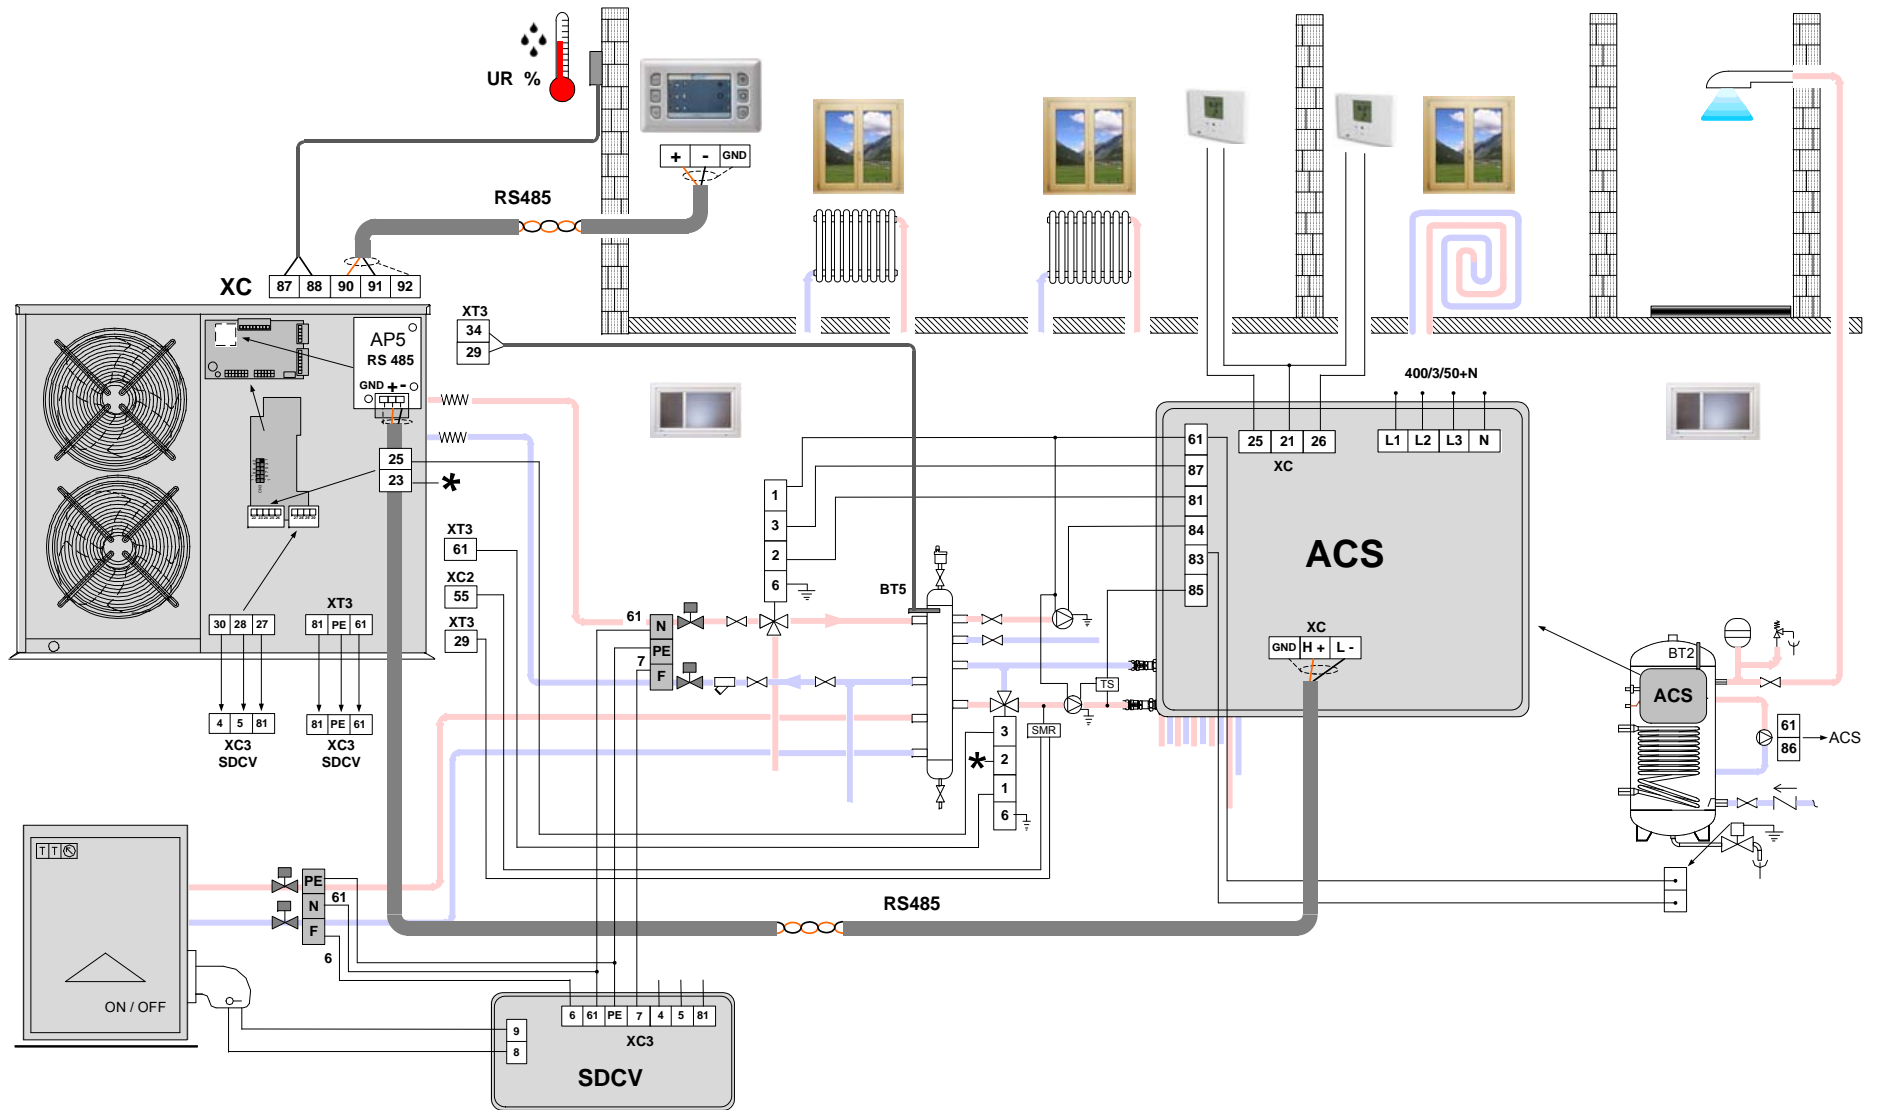 UR %
+ - GND
RS485
XC
87 88 90 91 92
AP5
RS 485
GND + -
25
23
*
XT3
34
29
XT3
61
XC2
55
XT3
29
30 28 27
XT3
81 PE 61
4 5 81
XC3
SDCV
81 PE 61
XC3
SDCV
1
3
2
6
61
N
PE
7
F
BT5
TS
SMR
3
*
2
1
6
400/3/50+N
61
87
81
84
83
85
25 21 26
XC
L1 L2 L3 N
ACS
XC
GND H + L -
BT2
ACS
61
86
ACS
T T
ON / OFF
PE
61
N
F
6
RS485
6 61 PE 7 4 5 81
XC3
9
8
SDCV